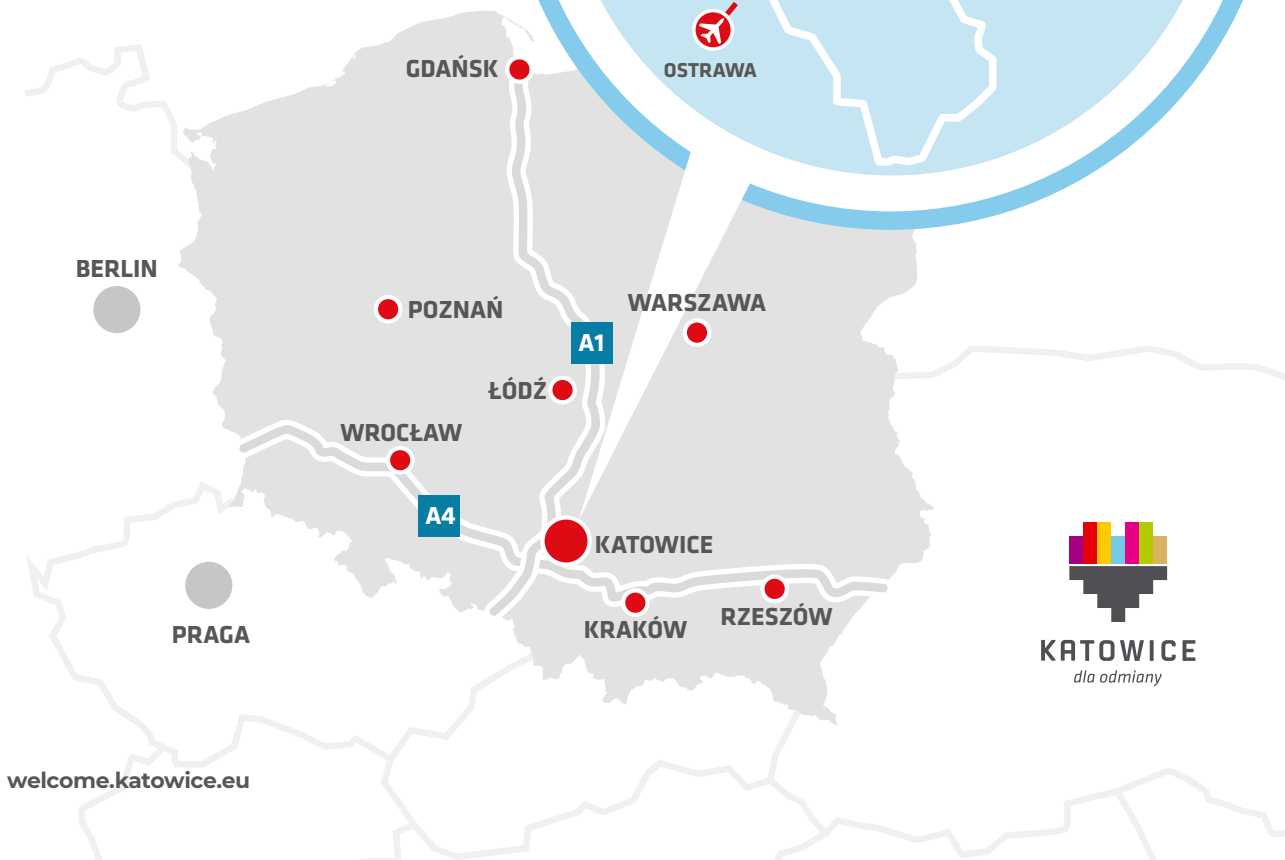 GDAŃSK
OSTRAWA
BERLIN
POZNAŃ
WARSZAWA
A1
ŁÓDŹ
WROCŁAW
A4
KATOWICE
KRAKÓW
RZESZÓW
PRAGA
KATOWICE
dla odmiany
welcome.katowice.eu